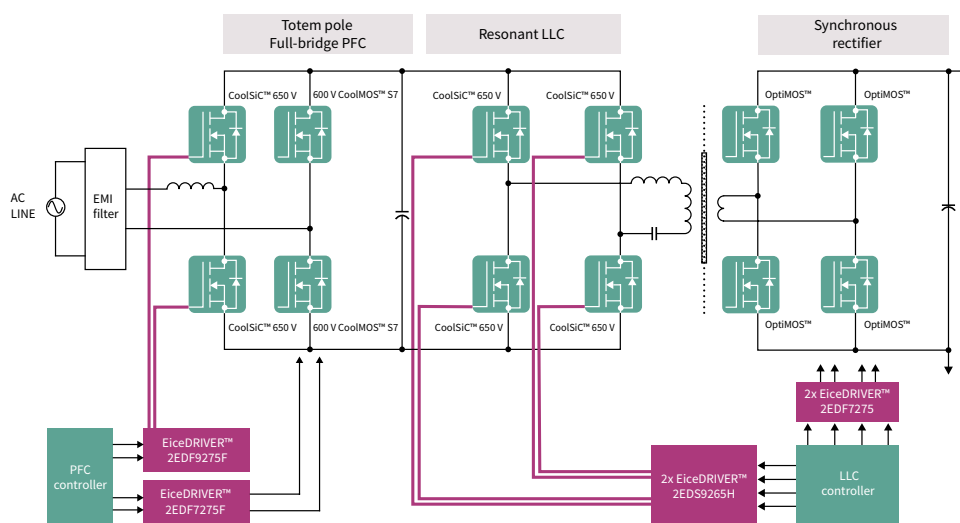 Totem pole
Full-bridge PFC
Resonant LLC
Synchronous
rectifier
CoolSiC™ 650 V
600 V CoolMOS™ S7
CoolSiC™ 650 V
CoolSiC™ 650 V
OptiMOS™
OptiMOS™
AC
LINE
EMI
filter
CoolSiC™ 650 V
600 V CoolMOS™ S7
CoolSiC™ 650 V
CoolSiC™ 650 V
OptiMOS™
OptiMOS™
2x EiceDRIVER™
2EDF7275
PFC
controller
EiceDRIVER™
2EDF9275F
EiceDRIVER™
2EDF7275F
2x EiceDRIVER™
2EDS9265H
LLC
controller